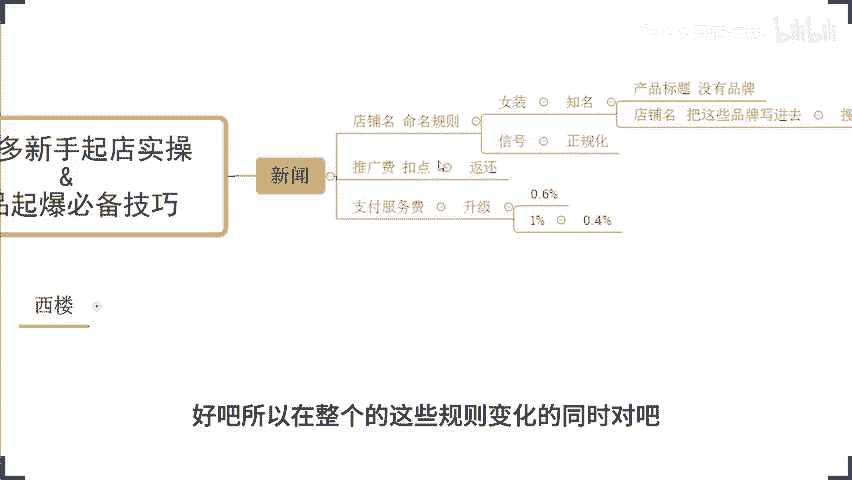 bilibili
产品标题 没有品牌
女装 知名
店铺名 把这些品牌写进去 搜
店铺名 命名规则
信号 正规化
多新手起店实操
&
品起爆必备技巧
新闻
推广费 扣点 返还
0.6%
支付服务费 升级
1% 0.4%
西楼
好吧所以在整个的这些规则变化的同时对吧